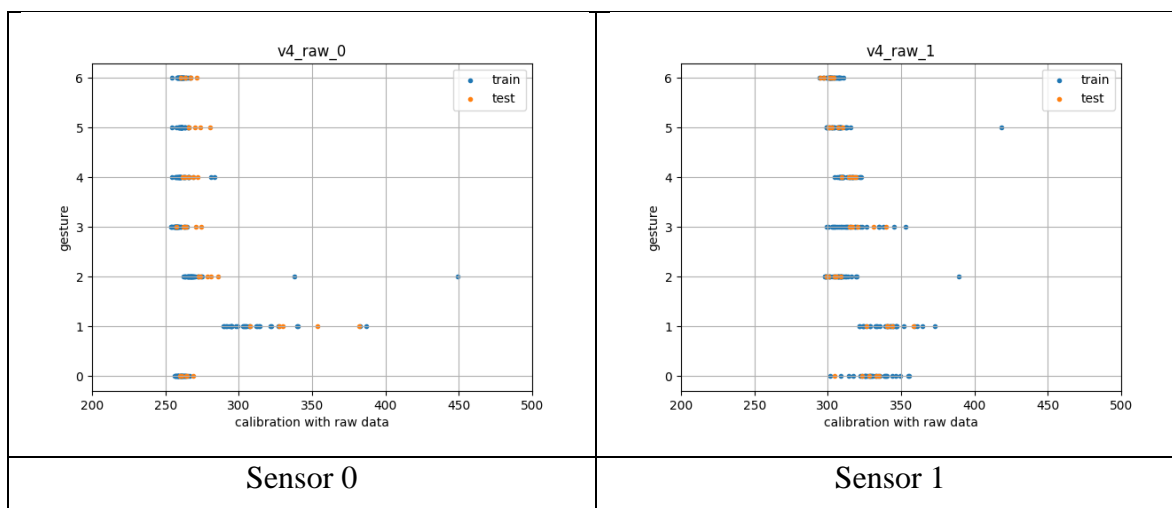 v4_raw_0
6
5
4
3
2
1
0
gesture
train
test
200 250 300 350 400 450 500
calibration with raw data
Sensor 0
v4_raw_1
6
5
4
3
2
1
0
gesture
train
test
200 250 300 350 400 450 500
calibration with raw data
Sensor 1